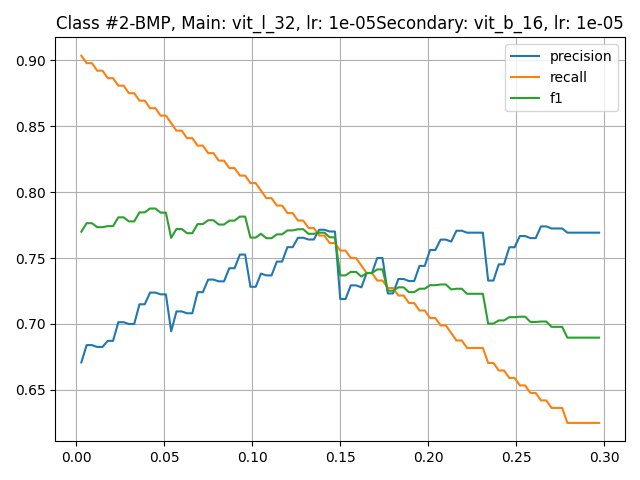 Class #2-BMP, Main: vit_l_32, lr: 1e-05Secondary: vit_b_16, lr: 1e-05
precision
recall
f1
0.90
0.85
0.80
0.75
0.70
0.65
0.00 0.05 0.10 0.15 0.20 0.25 0.30